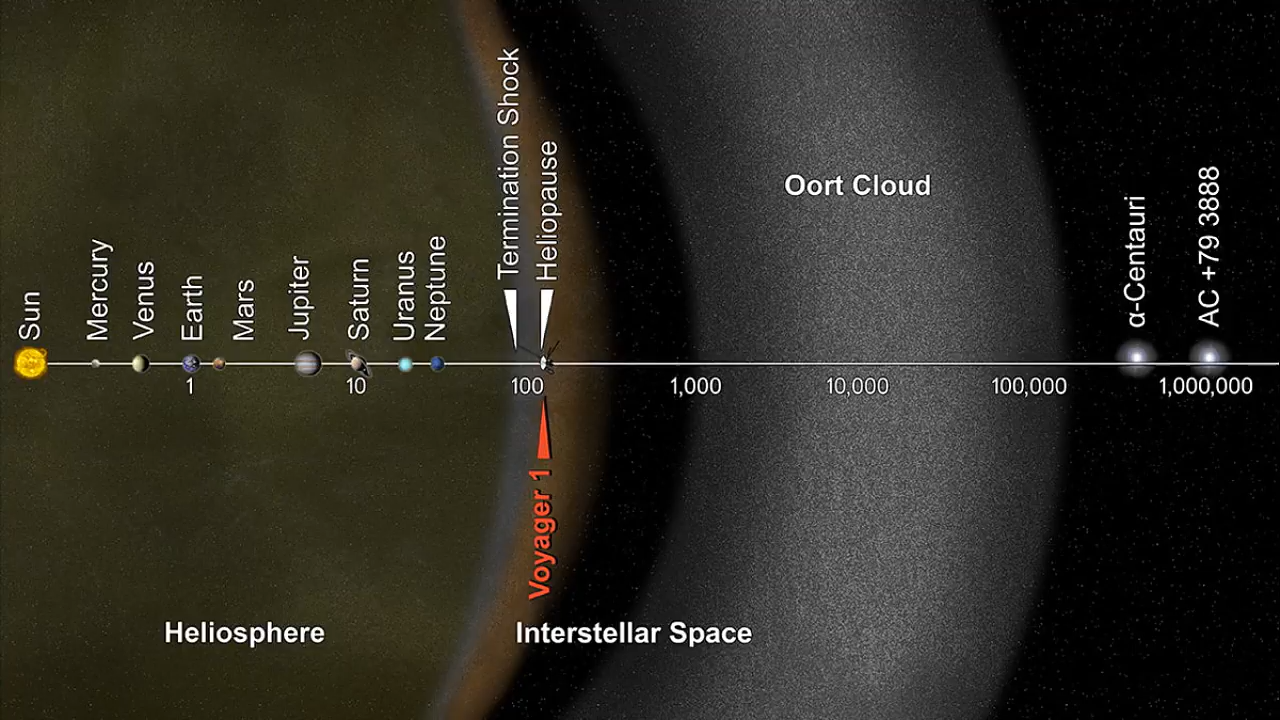 Sun
Mercury
Venus
Earth
Mars
Jupiter
Saturn
Uranus
Neptune
Termination Shock
Heliopause
Oort Cloud
α-Centauri
AC +79 3888
1
10
100
1,000
10,000
100,000
1,000,000
Voyager 1
Heliosphere
Interstellar Space